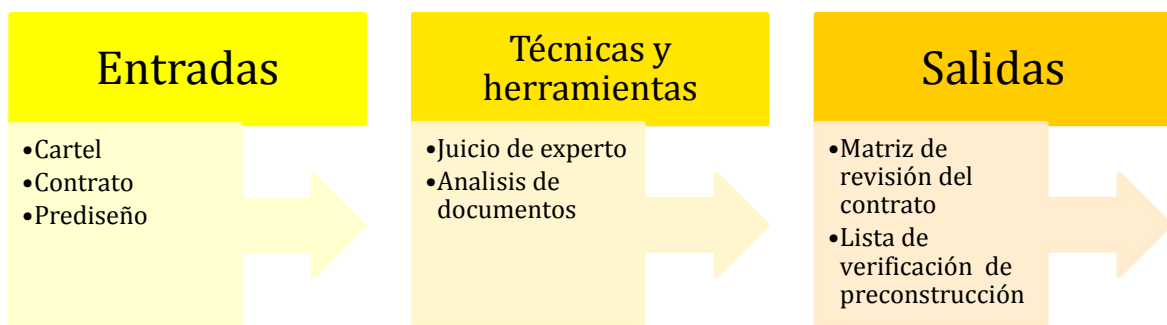 Entradas
•Cartel
•Contrato
•Prediseño
Técnicas y
herramientas
•Juicio de experto
•Analisis de
documentos
Salidas
•Matriz de
revisión del
contrato
•Lista de
verificación de
preconstrucción